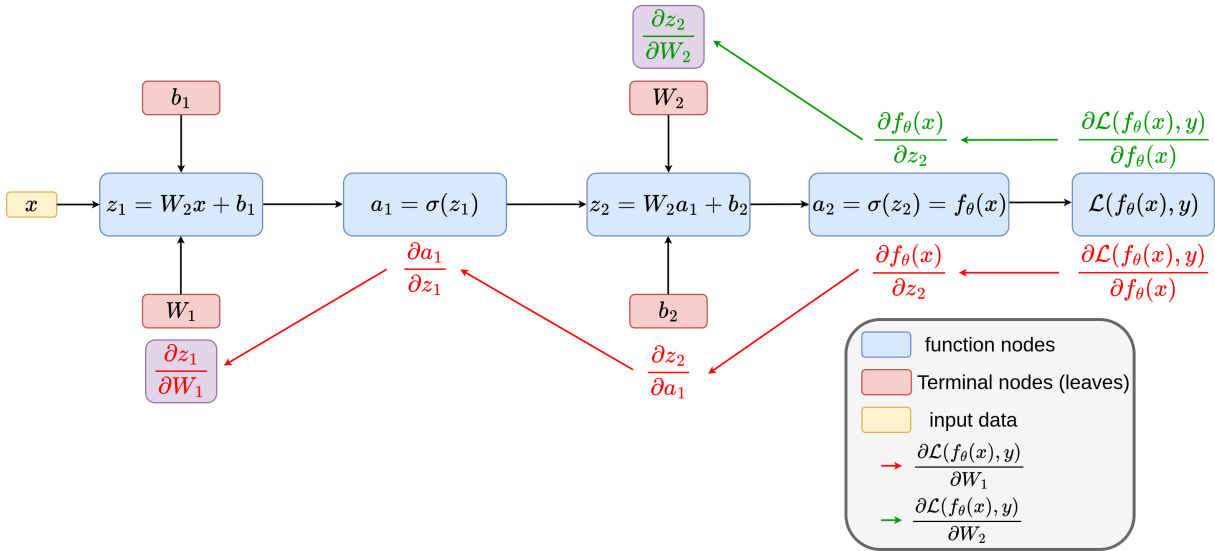 ∂z₂/∂W₂
b₁
W₂
∂f_θ(x)/∂z₂
∂ℒ(f_θ(x), y)/∂f_θ(x)
x
z₁ = W₂x + b₁
a₁ = σ(z₁)
z₂ = W₂a₁ + b₂
a₂ = σ(z₂) = f_θ(x)
ℒ(f_θ(x), y)
∂a₁/∂z₁
∂f_θ(x)/∂z₂
∂ℒ(f_θ(x), y)/∂f_θ(x)
W₁
b₂
∂z₁/∂W₁
∂z₂/∂a₁
function nodes
Terminal nodes (leaves)
input data
∂ℒ(f_θ(x), y)/∂W₁
∂ℒ(f_θ(x), y)/∂W₂